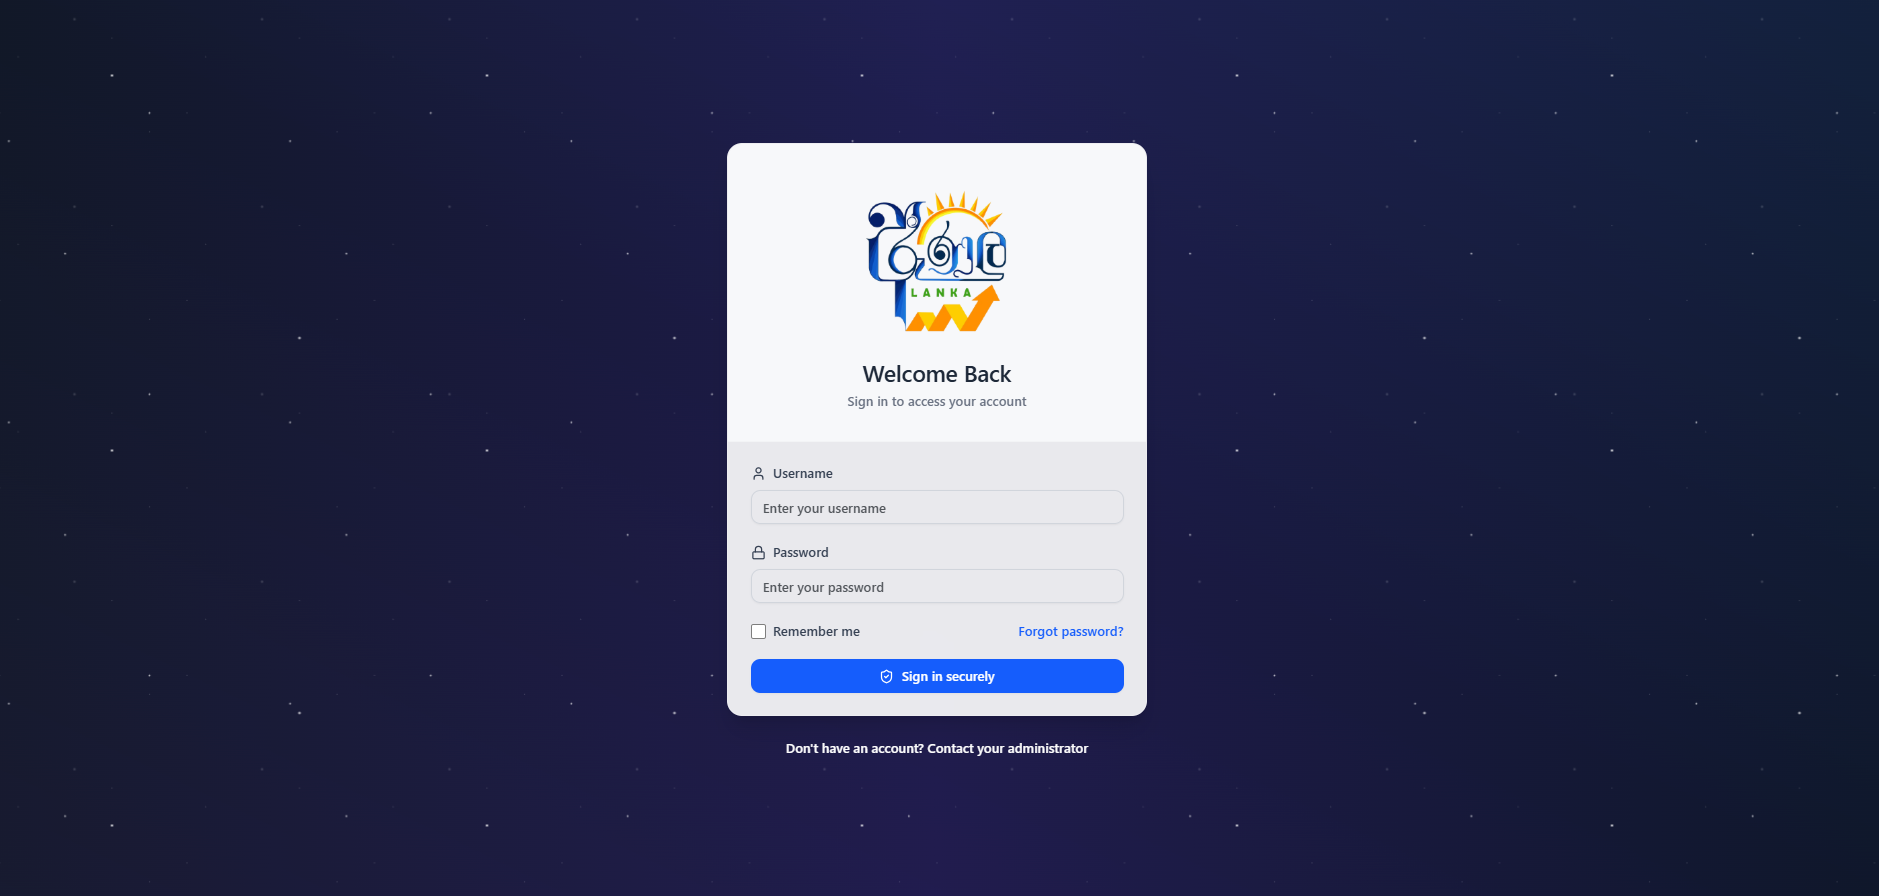 LANKA
Welcome Back
Sign in to access your account
Username
Enter your username
Password
Enter your password
Remember me
Forgot password?
Sign in securely
Don't have an account? Contact your administrator